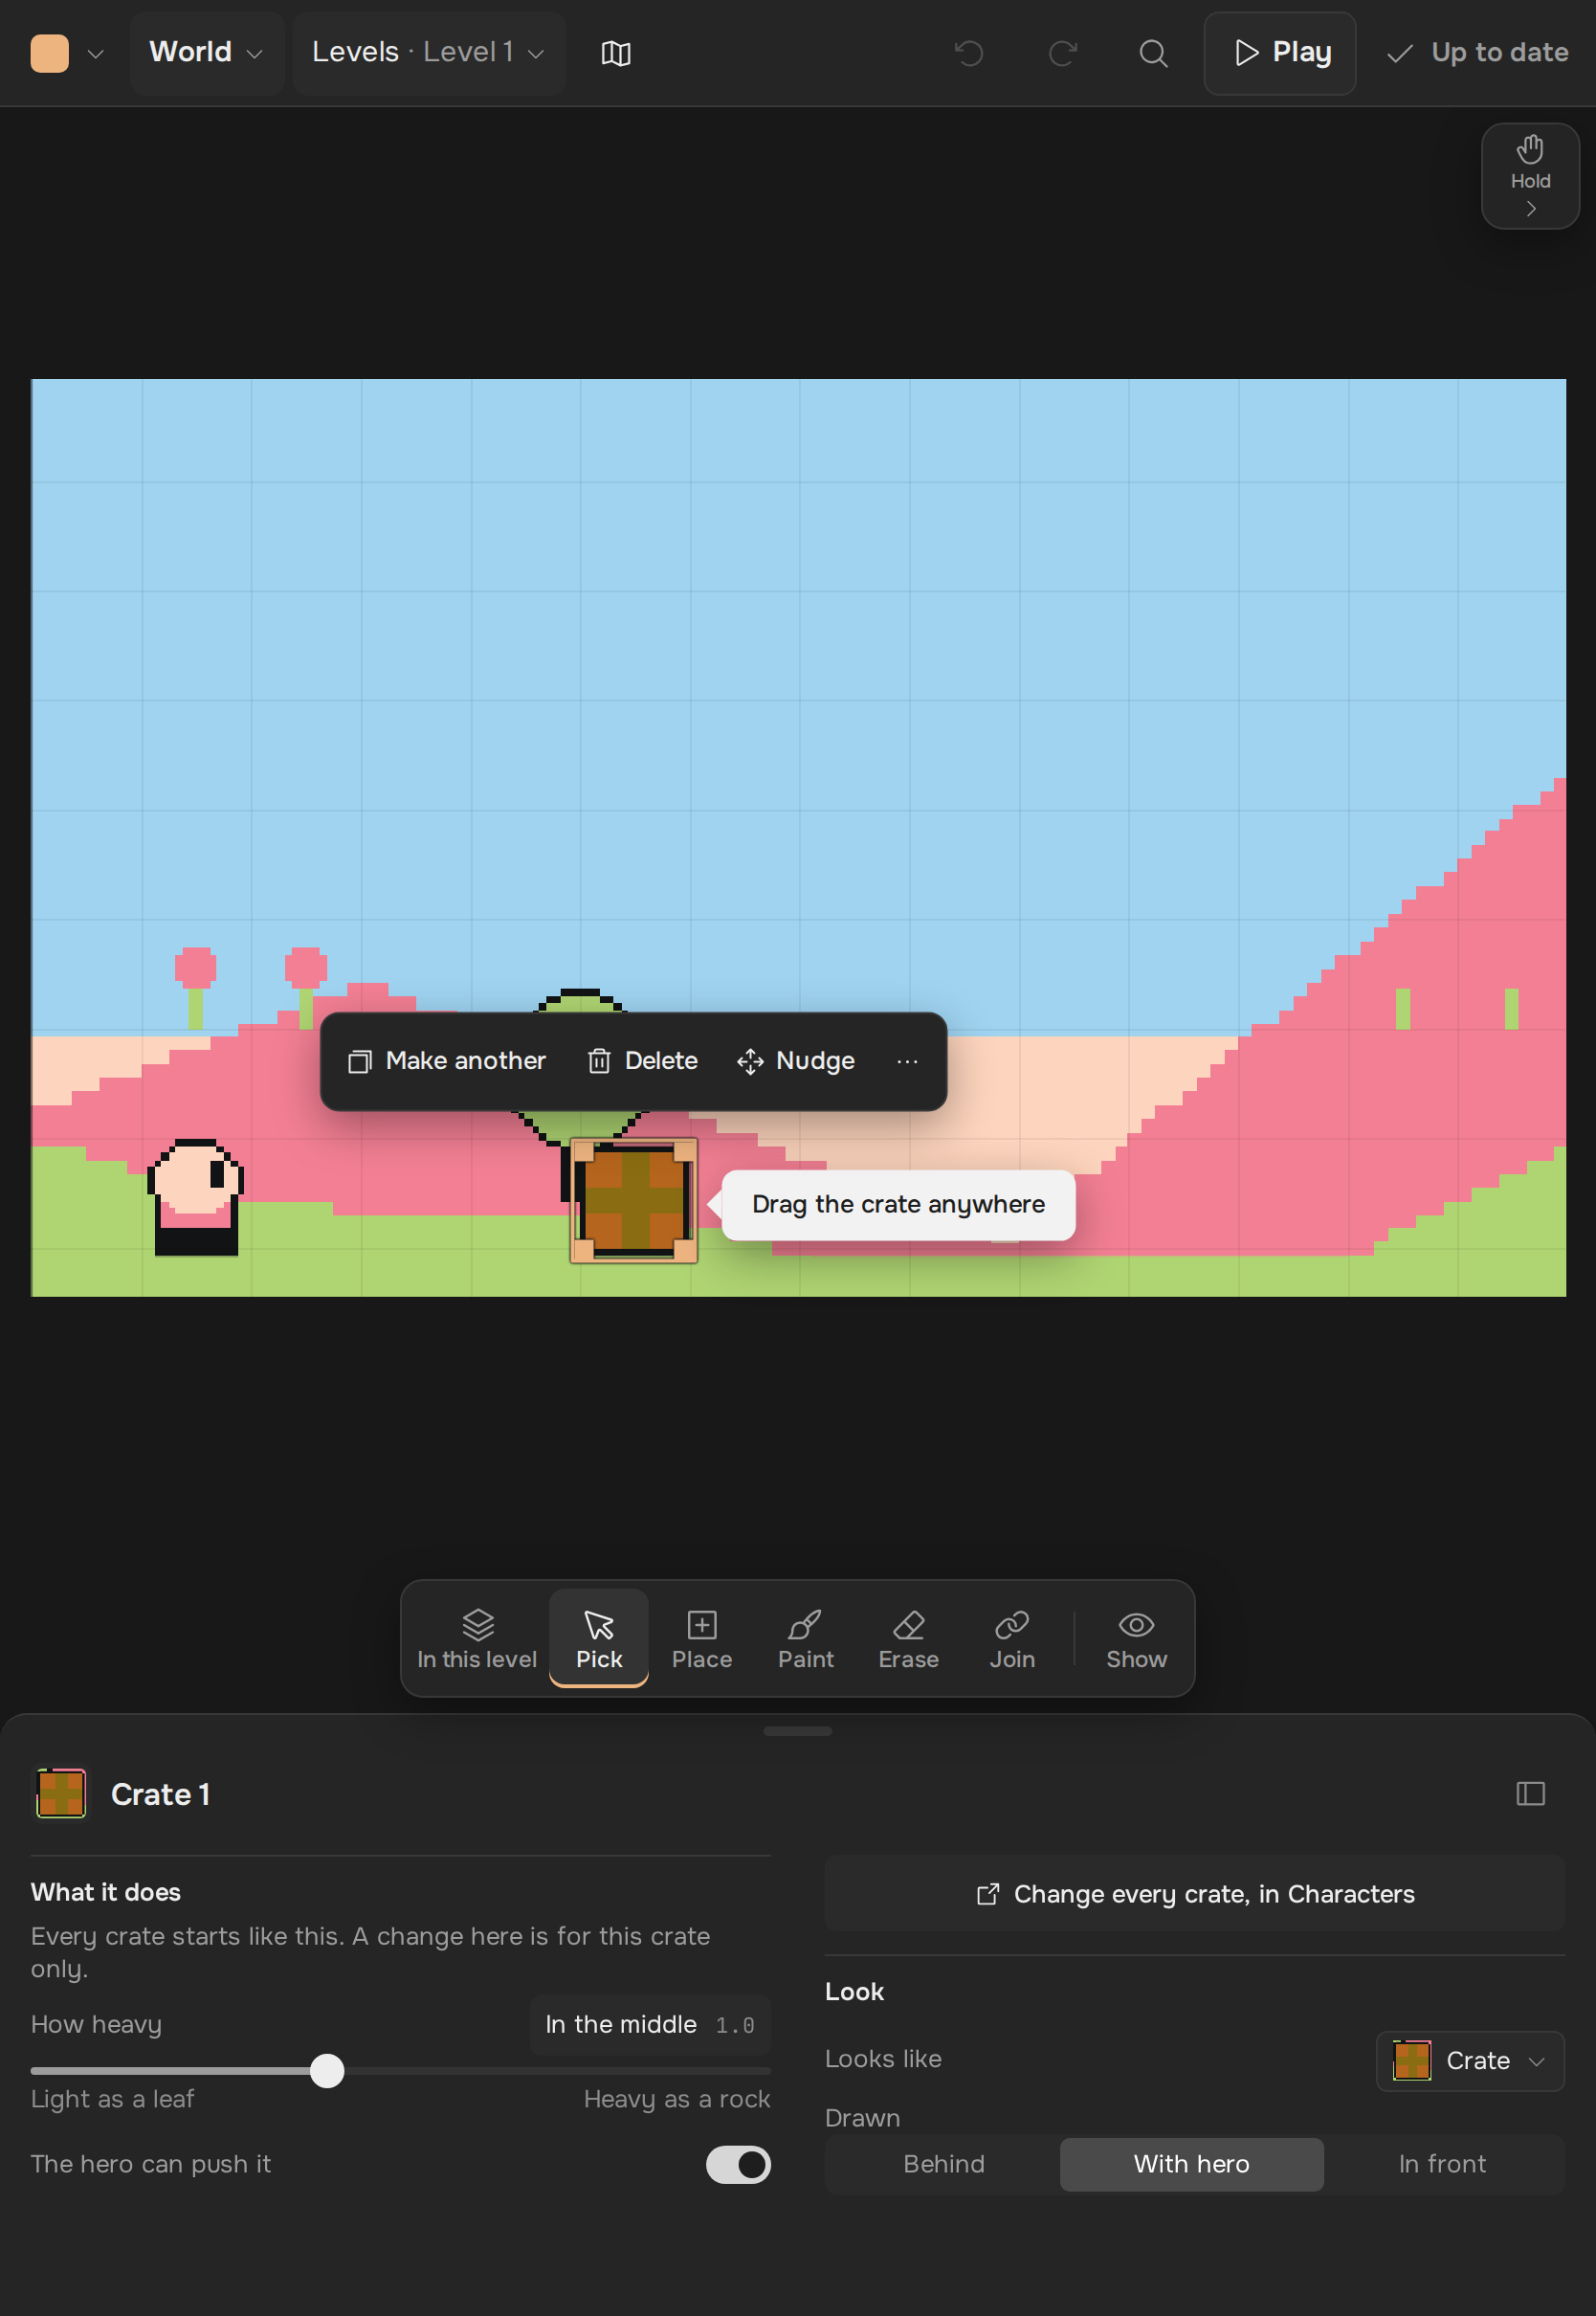 World
Levels · Level 1
Play
Up to date
Hold
Make another
Delete
Nudge
Drag the crate anywhere
In this level
Pick
Place
Paint
Erase
Join
Show
Crate 1
What it does
Every crate starts like this. A change here is for this crate
only.
How heavy
In the middle 1.0
Light as a leaf
Heavy as a rock
The hero can push it
Change every crate, in Characters
Look
Looks like
Crate
Drawn
Behind
With hero
In front